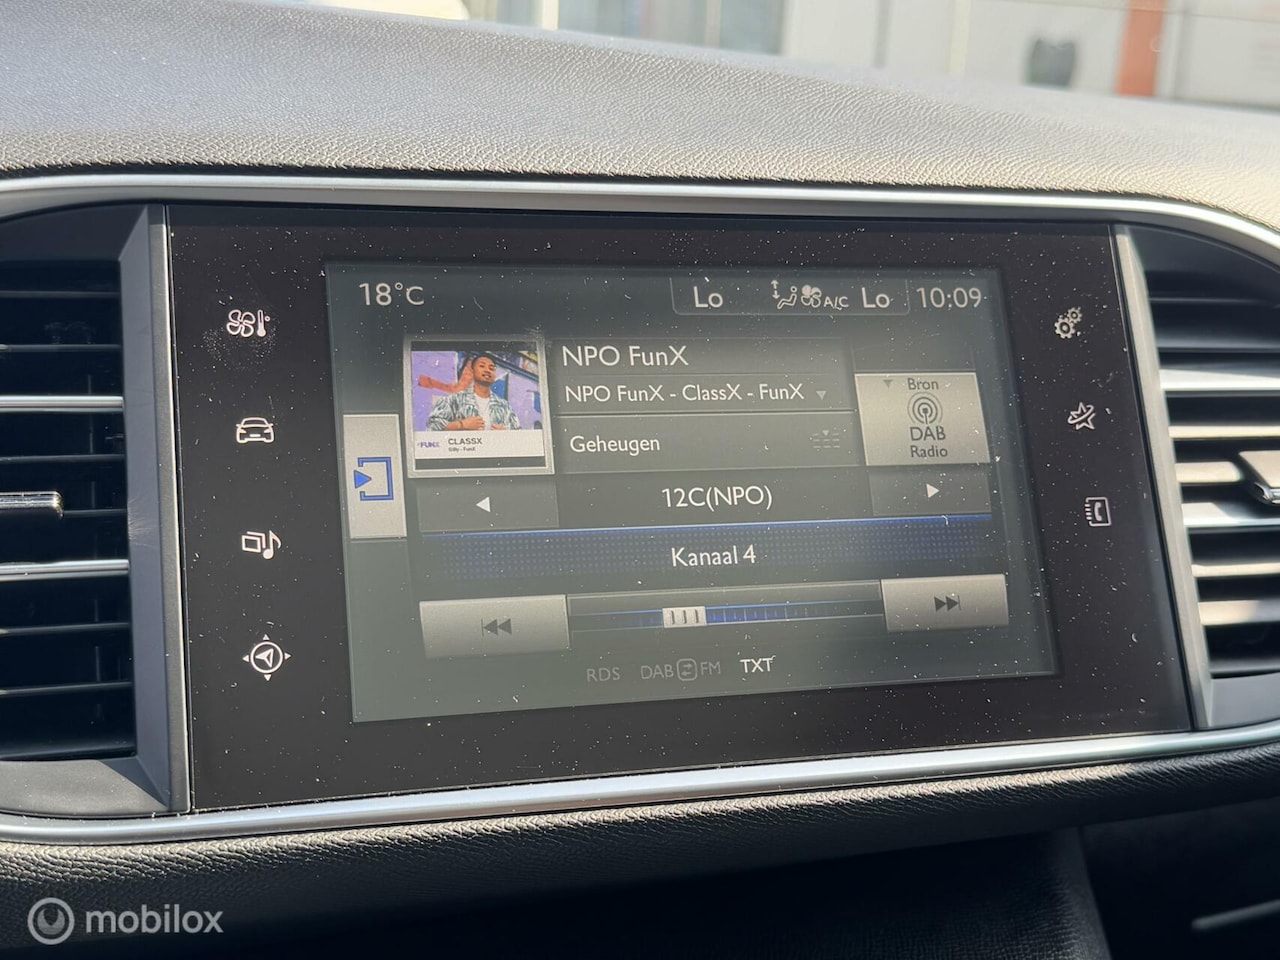 18°C
Lo
A/C
Lo
10:09
NPO FunX
NPO FunX - ClassX - FunX
Geheugen
Bron
DAB
Radio
FUNX
CLASSX
12C(NPO)
Kanaal 4
RDS
DAB
FM
TXT
mobilox